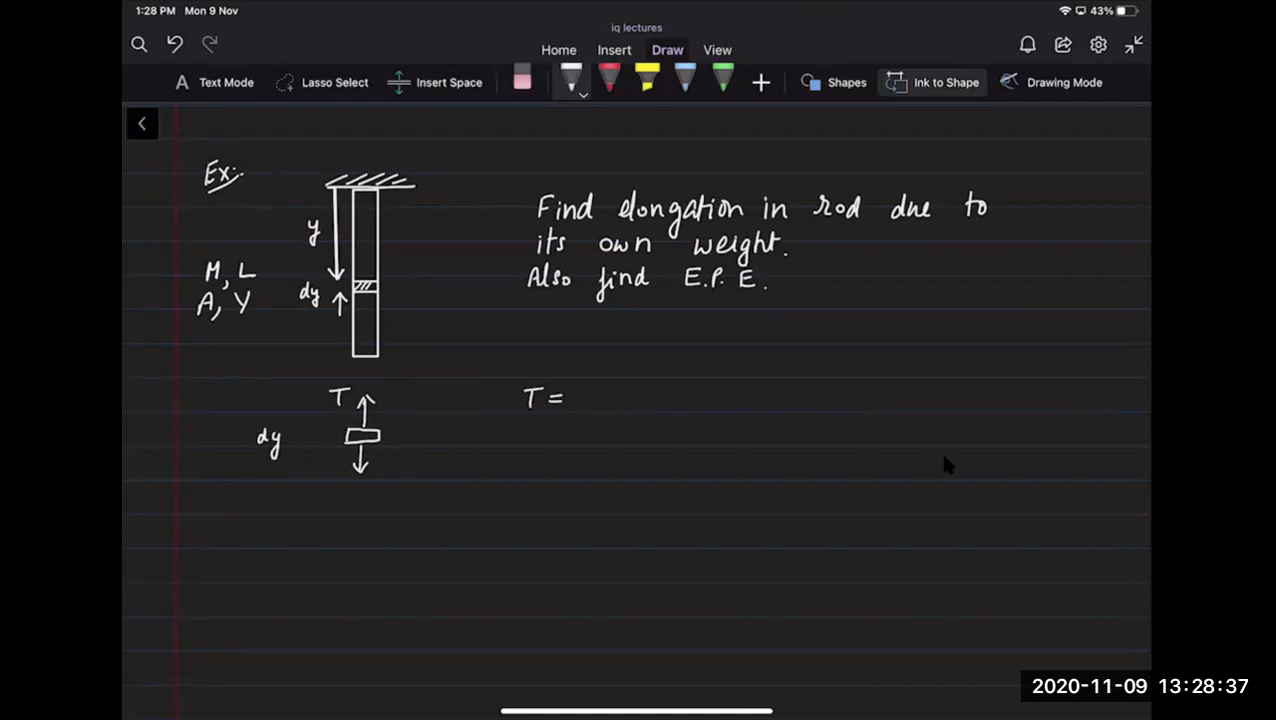 1:28 PM Mon 9 Nov
43%
iq lectures
Home Insert Draw View
A Text Mode Lasso Select Insert Space Shapes Ink to Shape Drawing Mode
Ex:
Find elongation in rod due to
its own weight.
Also find E.P.E.
y
M, L
A, Y
dy
T
T =
dy
2020-11-09 13:28:37